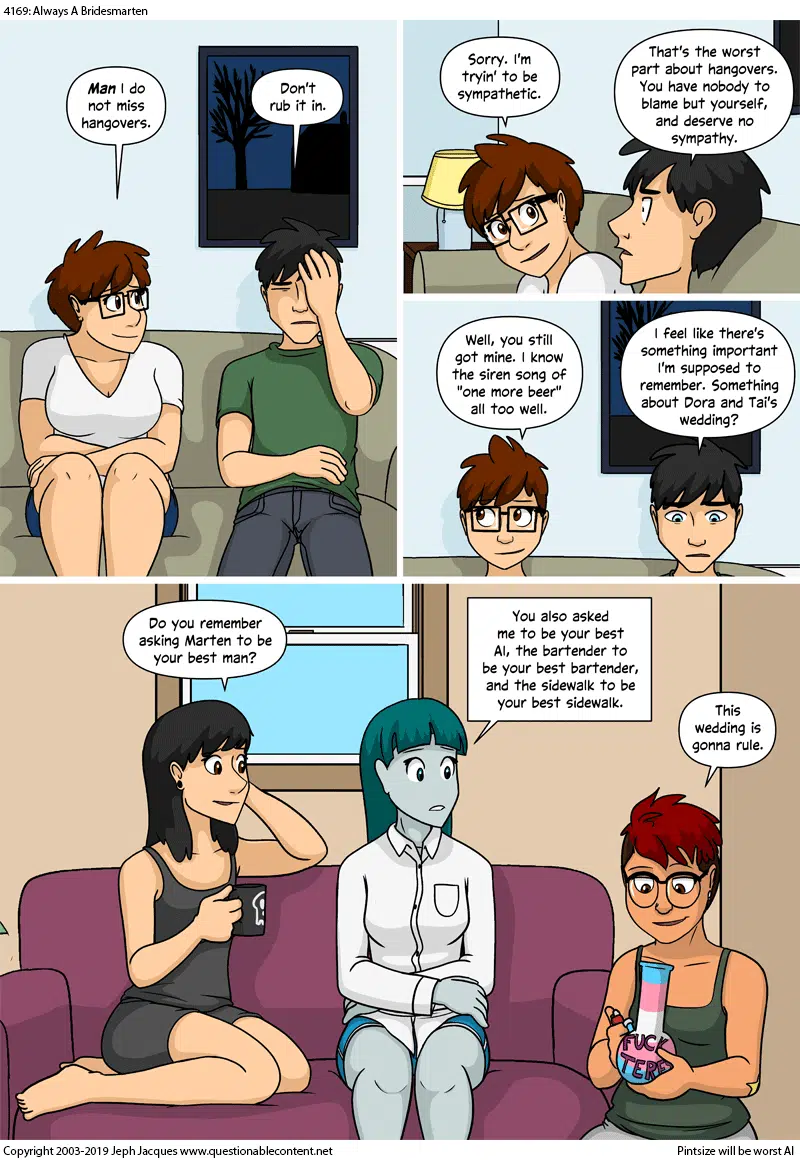 4169: Always A Bridesmarten
Man I do
not miss
hangovers.
Don't
rub it in.
Sorry. I'm
tryin' to be
sympathetic.
That's the worst
part about hangovers.
You have nobody to
blame but yourself,
and deserve no
sympathy.
Well, you still
got mine. I know
the siren song of
"one more beer"
all too well.
I feel like there's
something important
I'm supposed to
remember. Something
about Dora and Tai's
wedding?
Do you remember
asking Marten to be
your best man?
You also asked
me to be your best
AI, the bartender to
be your best bartender,
and the sidewalk to be
your best sidewalk.
This
wedding is
gonna rule.
FUCK
TERF
Copyright 2003-2019 Jeph Jacques www.questionablecontent.net
Pintsize will be worst AI